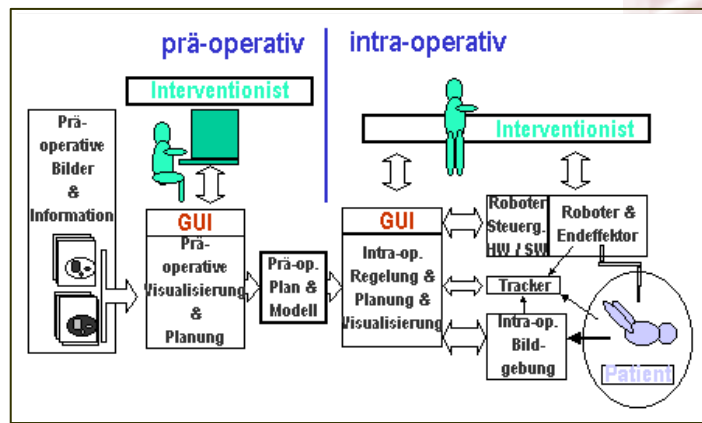 prä-operativ
intra-operativ
Interventionist
Interventionist
Prä-
operative
Bilder
&
Information
GUI
Prä-
operative
Visualisierung
&
Planung
Prä-op.
Plan &
Modell
GUI
Intra-op.
Regelung &
Planung &
Visualisierung
Roboter
Steuerg.
HW / SW
Roboter &
Endeffektor
Tracker
Intra-op.
Bild-
gebung
Patient